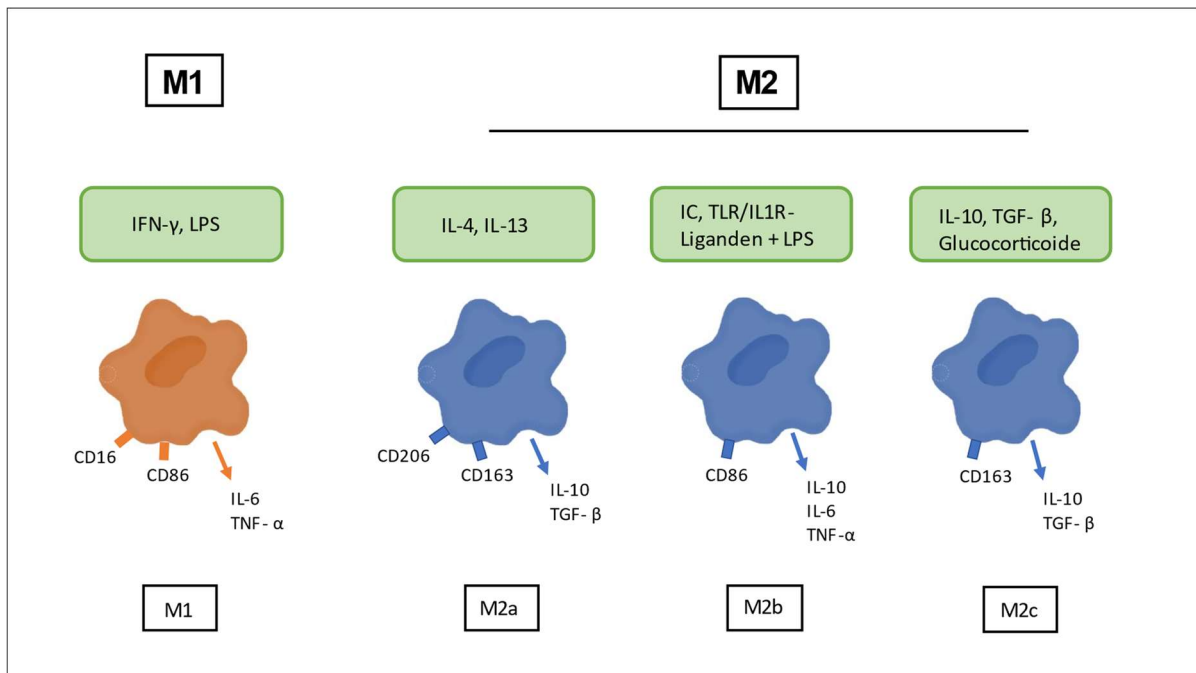 M1
M2
IFN-γ, LPS
IL-4, IL-13
IC, TLR/IL1R-
Liganden + LPS
IL-10, TGF- β,
Glucocorticoide
CD16
CD86
IL-6
TNF- α
CD206
CD163
IL-10
TGF- β
CD86
IL-10
IL-6
TNF-α
CD163
IL-10
TGF- β
M1
M2a
M2b
M2c